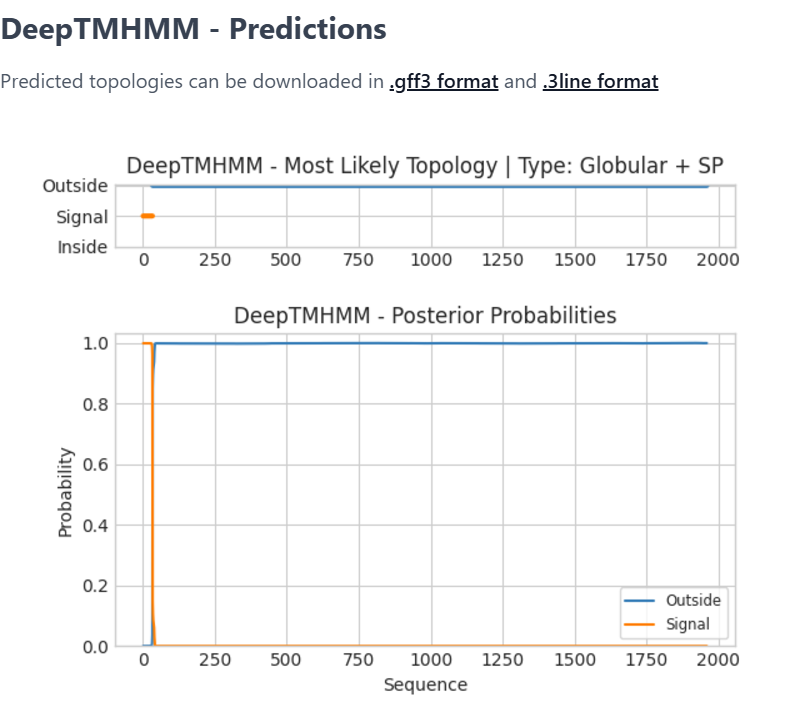 DeepTMHMM - Predictions
Predicted topologies can be downloaded in .gff3 format and .3line format
DeepTMHMM - Most Likely Topology | Type: Globular + SP
Outside
Signal
Inside
0 250 500 750 1000 1250 1500 1750 2000
DeepTMHMM - Posterior Probabilities
1.0
0.8
0.6
0.4
0.2
0.0
Probability
Outside
Signal
0 250 500 750 1000 1250 1500 1750 2000
Sequence